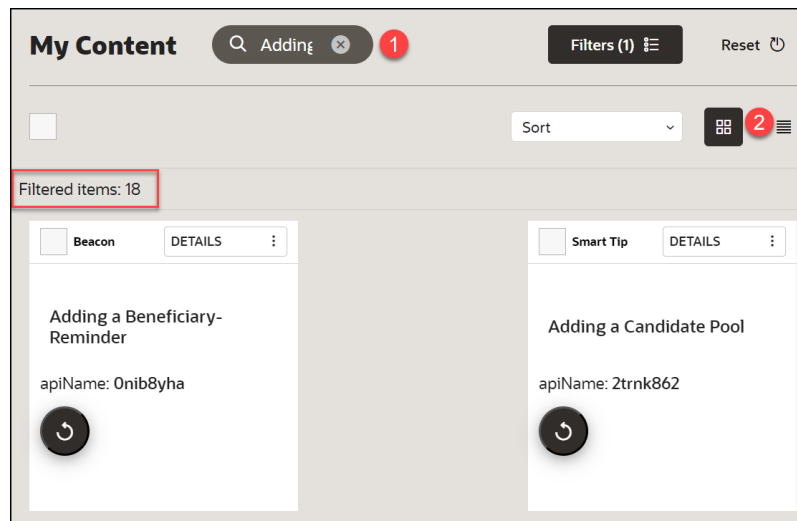 My Content
Adding
1
Filters (1)
Reset
Sort
2
Filtered items: 18
Beacon
DETAILS
Smart Tip
DETAILS
Adding a Beneficiary-
Reminder
apiName: 0nib8yha
Adding a Candidate Pool
apiName: 2trnk862